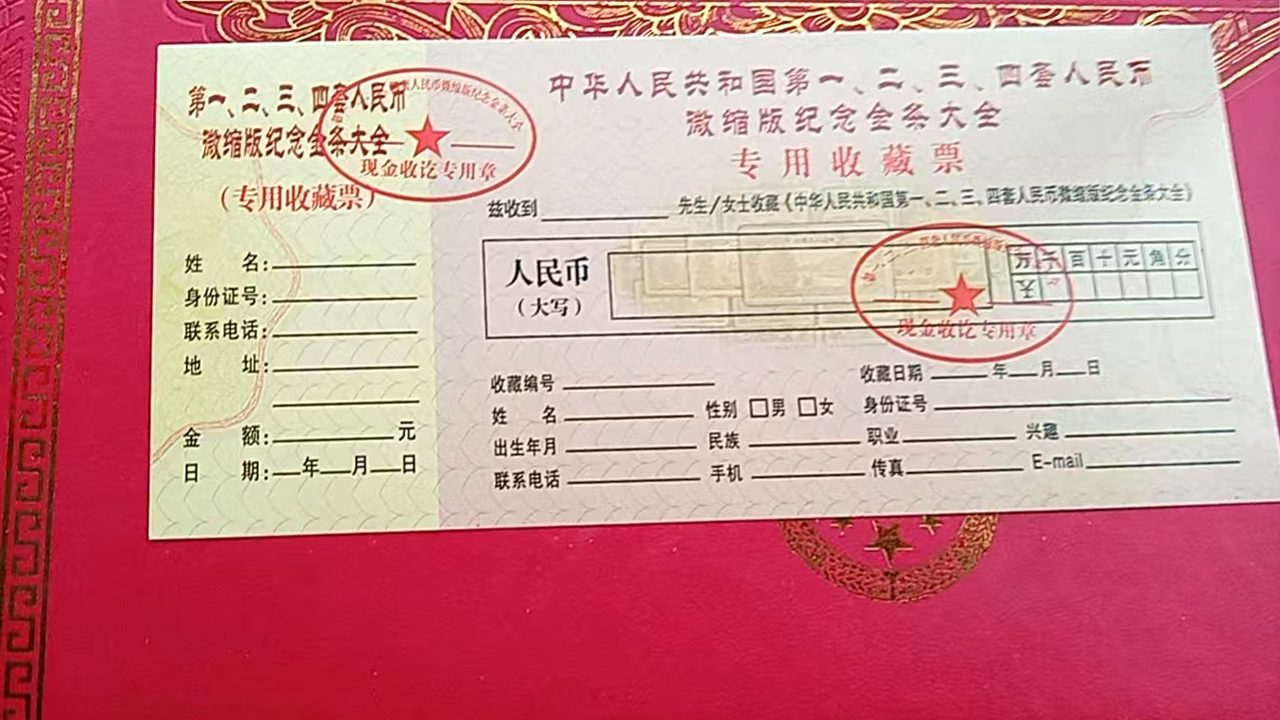 第一、二、三、四套人民币
微缩版纪念金条大全
(专用收藏票)
现金收讫专用章
姓 名:
身份证号:
联系电话:
地 址:
金 额: 元
日 期: 年 月 日
中华人民共和国第一、二、三、四套人民币
微缩版纪念金条大全
专用收藏票
兹收到 先生/女士收藏《中华人民共和国第一、二、三、四套人民币微缩版纪念金条大全》
人民币
(大写)
百 十 元 角 分
现金收讫专用章
收藏编号 收藏日期 年 月 日
姓 名 性别 □男 □女 身份证号
出生年月 民族 职业 兴趣
联系电话 手机 传真 E-mail